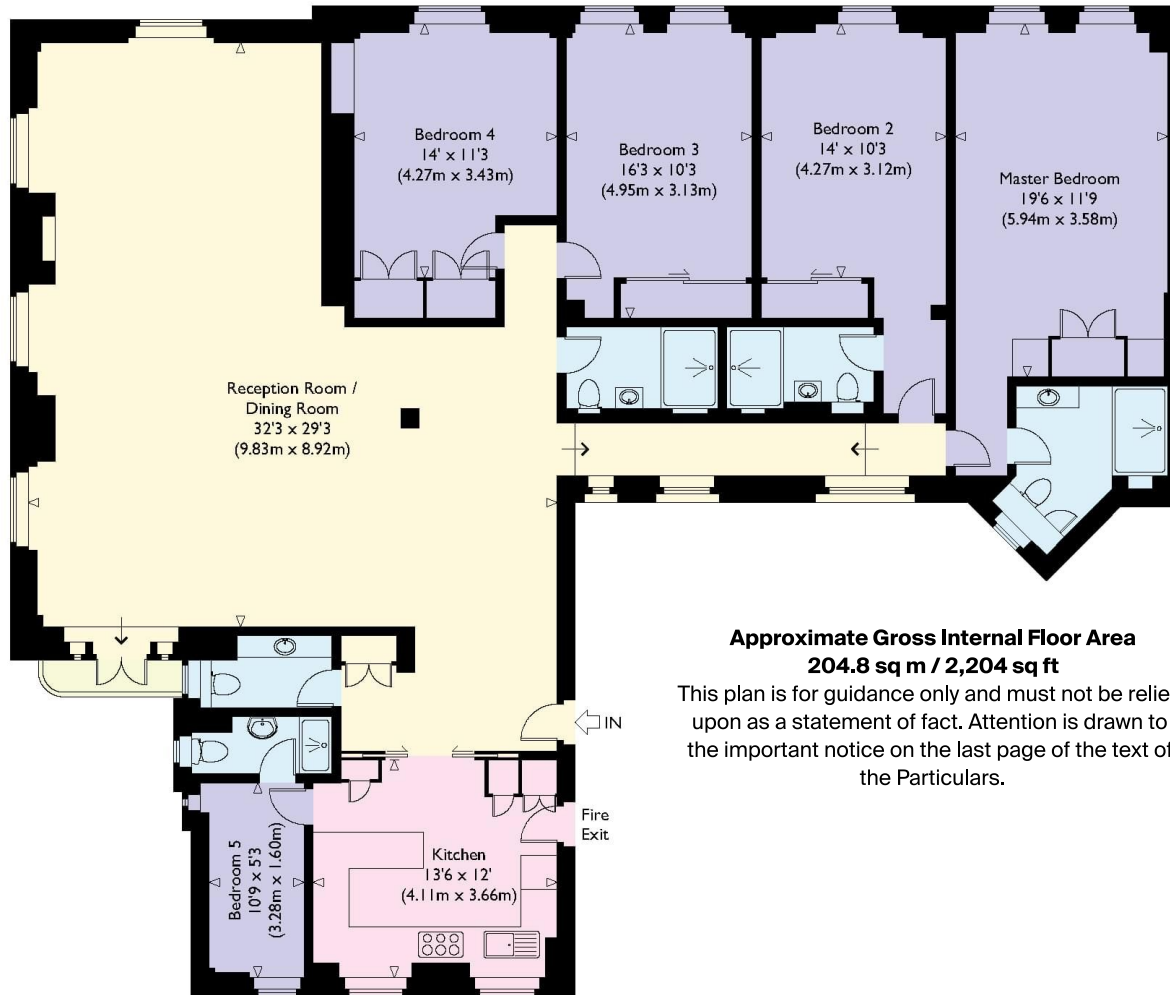 Bedroom 4
14' x 11'3
(4.27m x 3.43m)
Bedroom 3
16'3 x 10'3
(4.95m x 3.13m)
Bedroom 2
14' x 10'3
(4.27m x 3.12m)
Master Bedroom
19'6 x 11'9
(5.94m x 3.58m)
Reception Room /
Dining Room
32'3 x 29'3
(9.83m x 8.92m)
IN
Fire
Exit
Kitchen
13'6 x 12'
(4.11m x 3.66m)
Bedroom 5
10'9 x 5'3
(3.28m x 1.60m)
Approximate Gross Internal Floor Area
204.8 sq m / 2,204 sq ft
This plan is for guidance only and must not be relie
upon as a statement of fact. Attention is drawn to
the important notice on the last page of the text of
the Particulars.